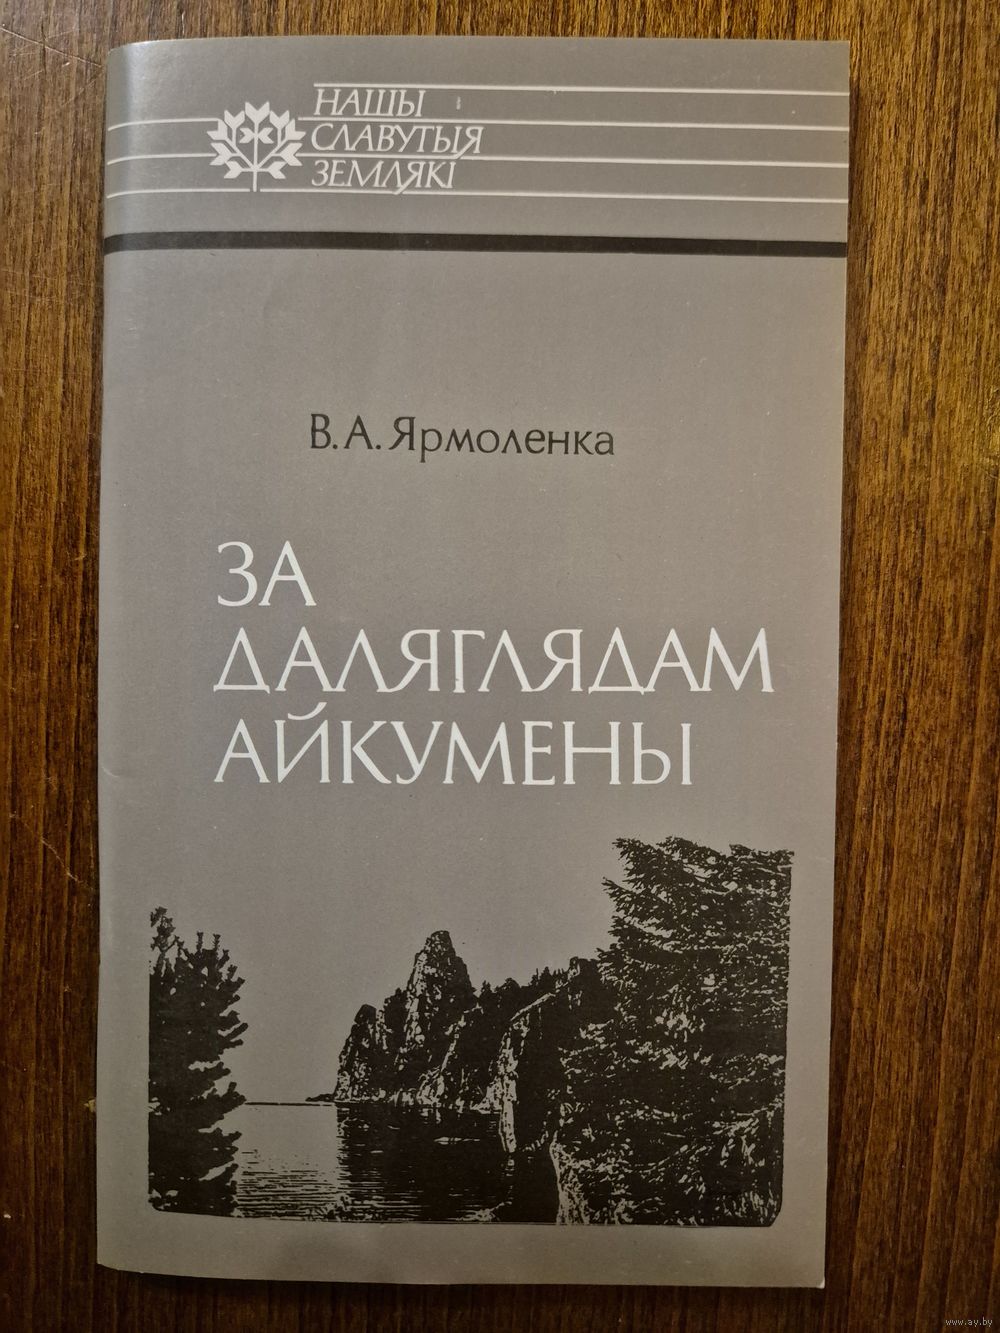 НАШЫ
СЛАВУТЫЯ
ЗЕМЛЯКІ
В. А. Ярмоленка
ЗА
ДАЛЯГЛЯДАМ
АЙКУМЕНЫ
www.ay.by